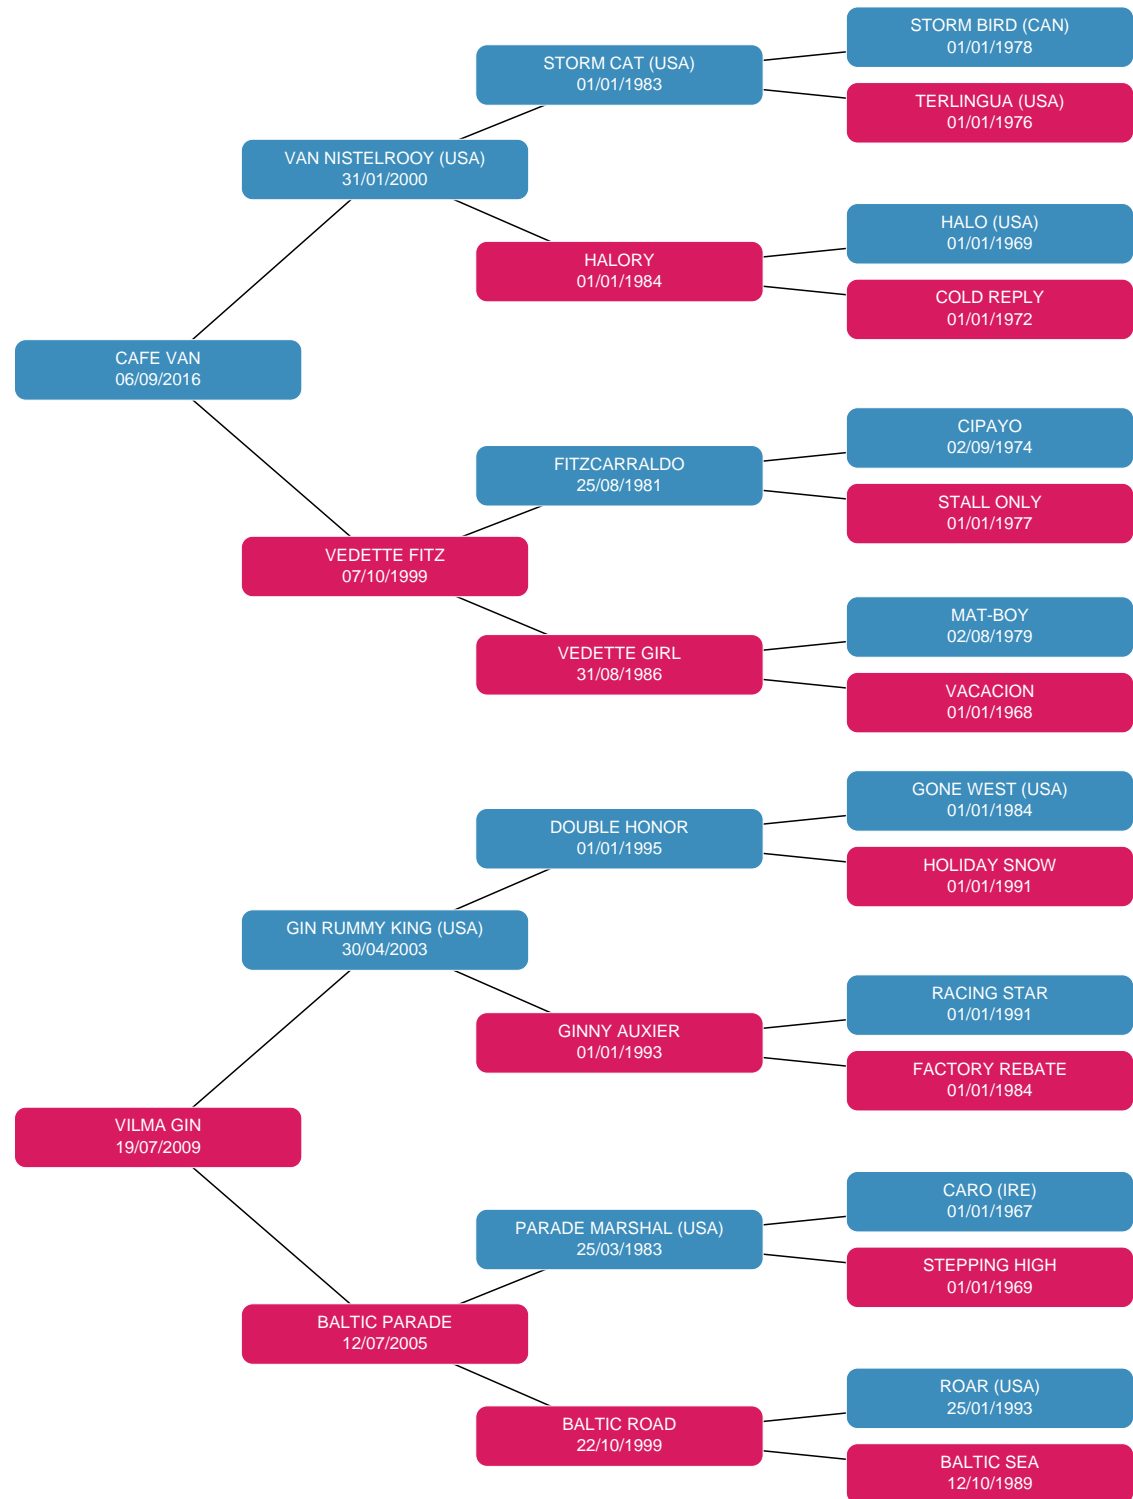 STORM BIRD (CAN)
01/01/1978
STORM CAT (USA)
01/01/1983
TERLINGUA (USA)
01/01/1976
VAN NISTELROOY (USA)
31/01/2000
HALO (USA)
01/01/1969
HALORY
01/01/1984
COLD REPLY
01/01/1972
CAFE VAN
06/09/2016
CIPAYO
02/09/1974
FITZCARRALDO
25/08/1981
STALL ONLY
01/01/1977
VEDETTE FITZ
07/10/1999
MAT-BOY
02/08/1979
VEDETTE GIRL
31/08/1986
VACACION
01/01/1968
GONE WEST (USA)
01/01/1984
DOUBLE HONOR
01/01/1995
HOLIDAY SNOW
01/01/1991
GIN RUMMY KING (USA)
30/04/2003
RACING STAR
01/01/1991
GINNY AUXIER
01/01/1993
FACTORY REBATE
01/01/1984
VILMA GIN
19/07/2009
CARO (IRE)
01/01/1967
PARADE MARSHAL (USA)
25/03/1983
STEPPING HIGH
01/01/1969
BALTIC PARADE
12/07/2005
ROAR (USA)
25/01/1993
BALTIC ROAD
22/10/1999
BALTIC SEA
12/10/1989